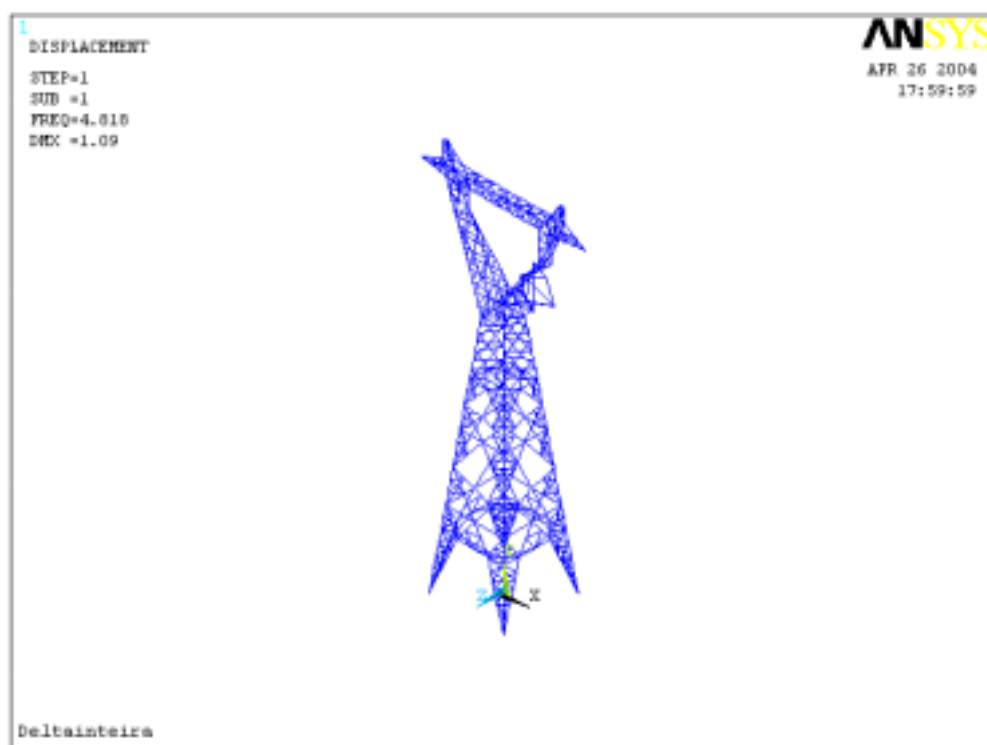 1
DISPLACEMENT
STEP=1
SUB =1
FREQ=4.818
DMX =1.09
ANSYS
APR 26 2004
17:59:59
Z
X
Deltainteira